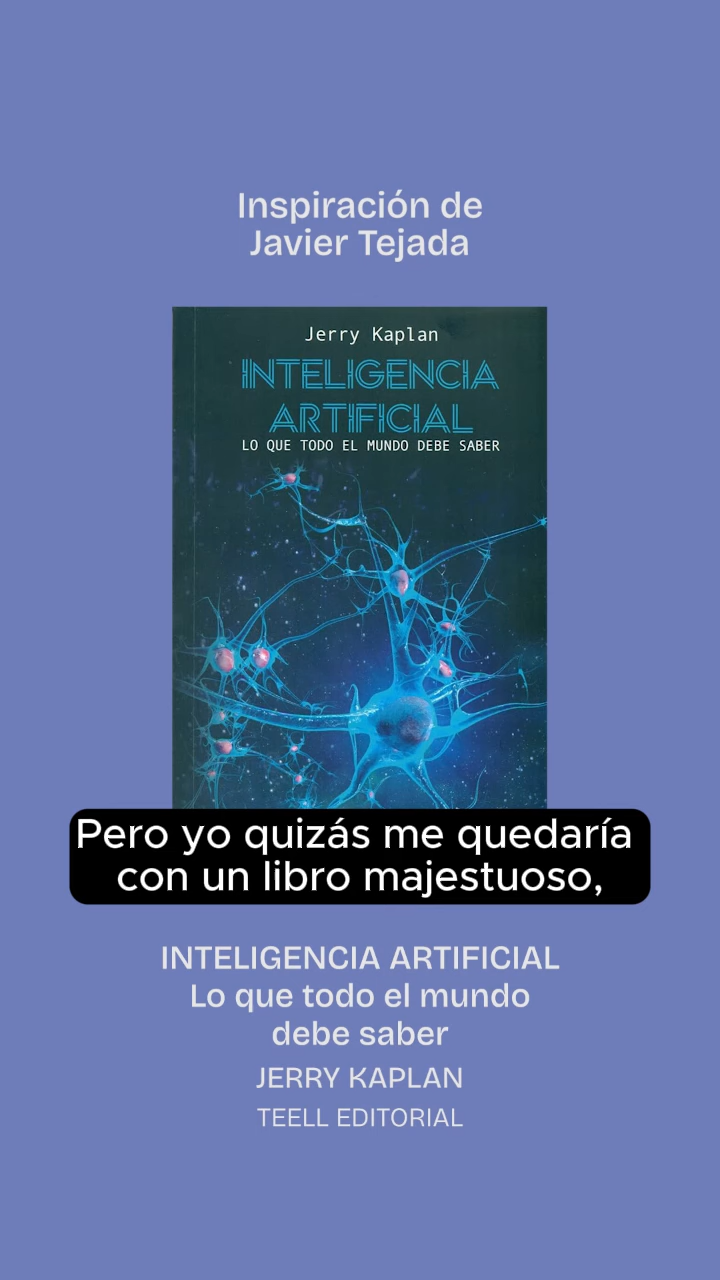 Inspiración de
Javier Tejada
Jerry Kaplan
INTELIGENCIA
ARTIFICIAL
LO QUE TODO EL MUNDO DEBE SABER
Pero yo quizás me quedaría
con un libro majestuoso,
INTELIGENCIA ARTIFICIAL
Lo que todo el mundo
debe saber
JERRY KAPLAN
TEELL EDITORIAL